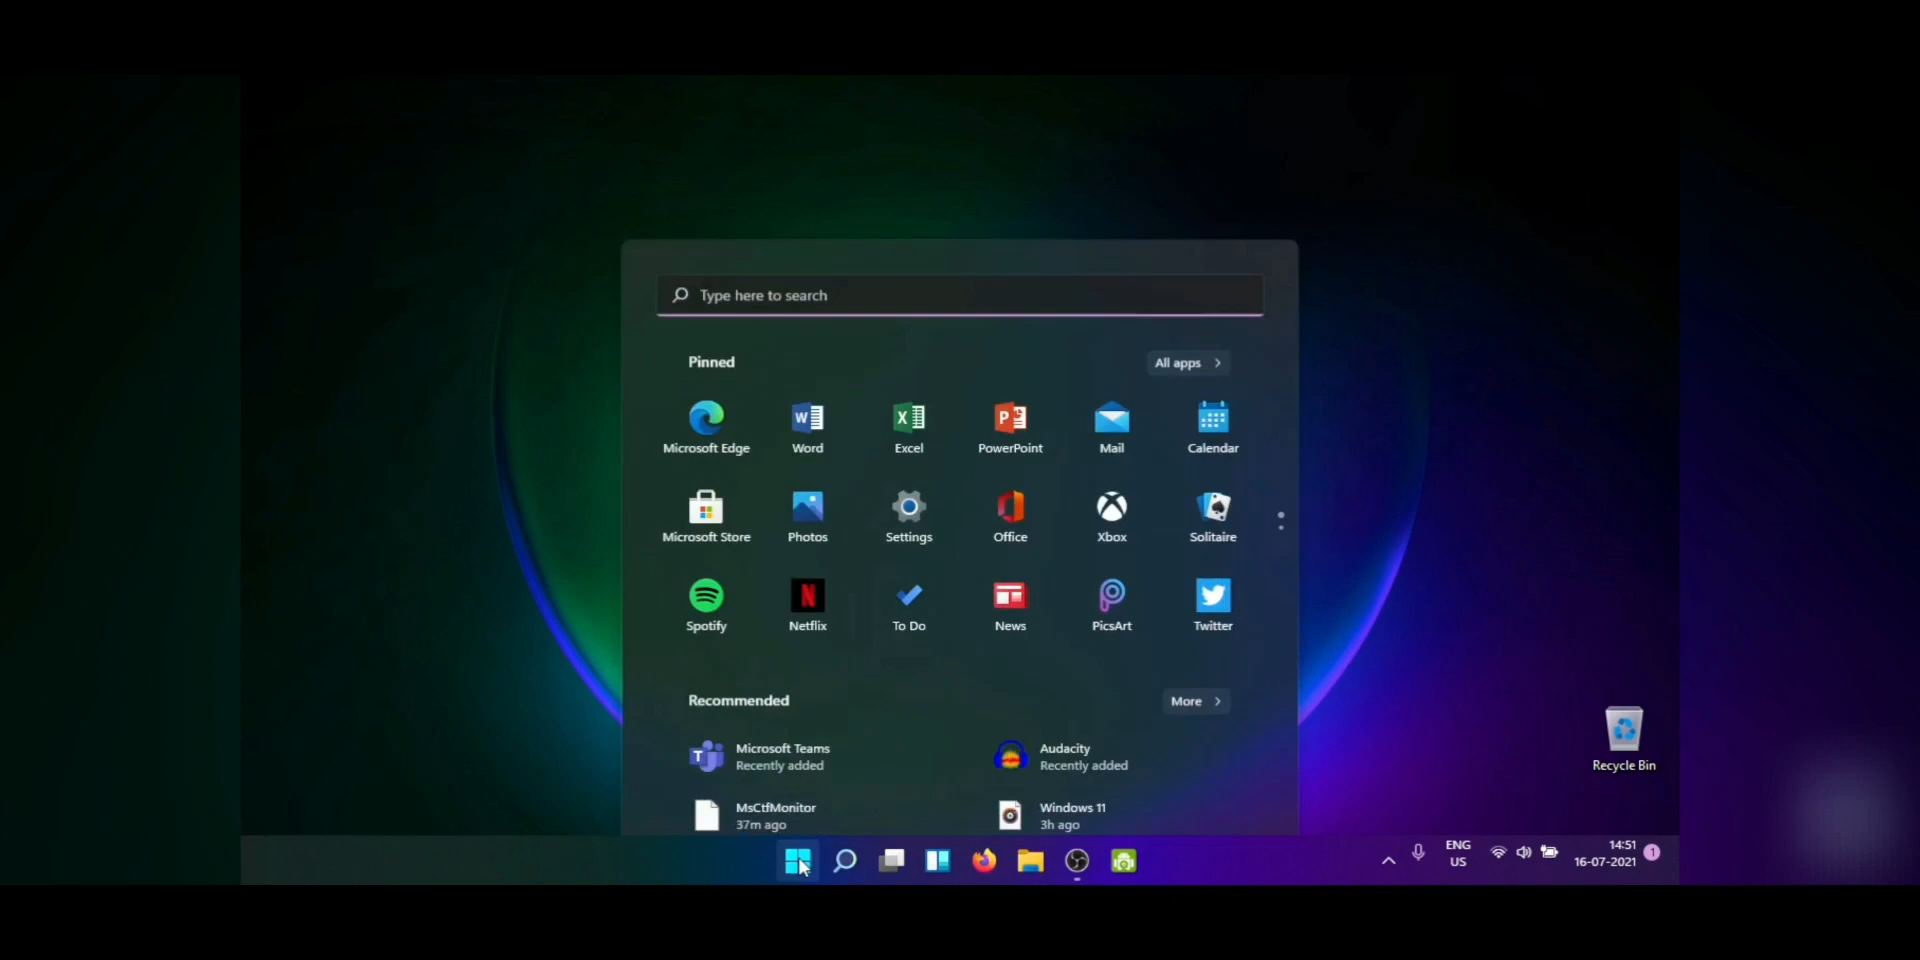 Type here to search
Pinned
All apps
Microsoft Edge
Word
Excel
PowerPoint
Mail
Calendar
Microsoft Store
Photos
Settings
Office
Xbox
Solitaire
Spotify
Netflix
To Do
News
PicsArt
Twitter
Recommended
More
Microsoft Teams
Recently added
Audacity
Recently added
MsCtfMonitor
37m ago
Windows 11
3h ago
Recycle Bin
ENG
US
14:51
16-07-2021
1